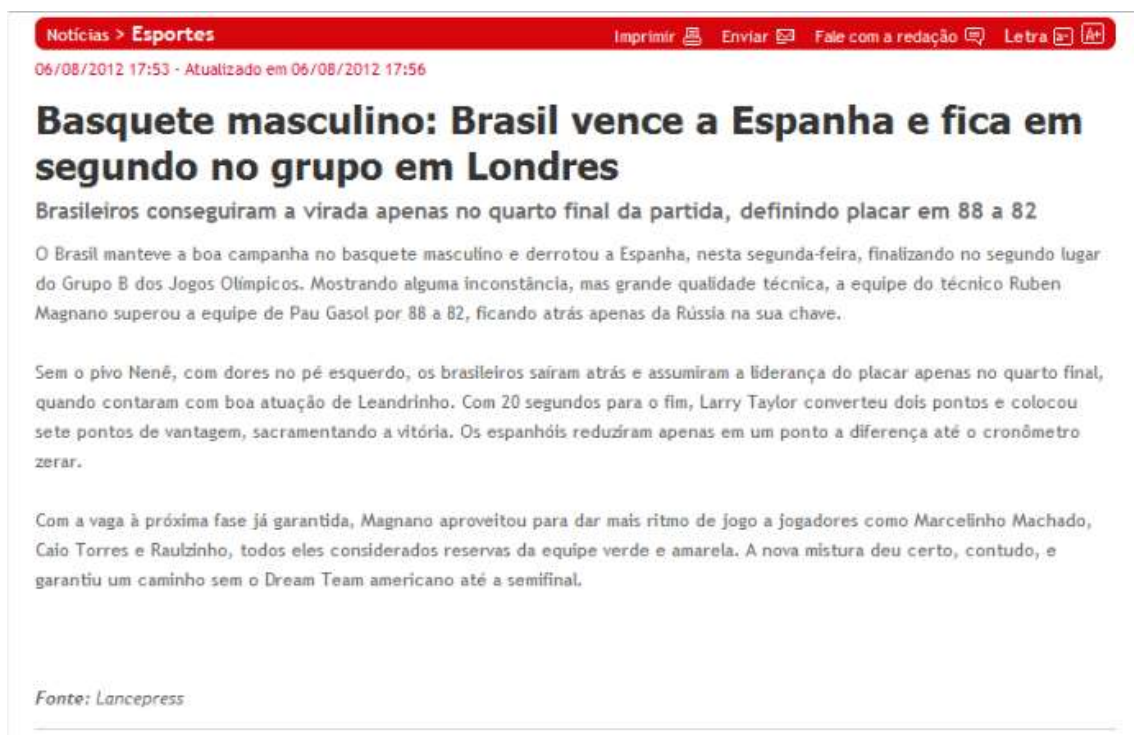 Notícias > Esportes Imprimir Enviar Fale com a redação Letra a- A+
06/08/2012 17:53 - Atualizado em 06/08/2012 17:56
Basquete masculino: Brasil vence a Espanha e fica em
segundo no grupo em Londres
Brasileiros conseguiram a virada apenas no quarto final da partida, definindo placar em 88 a 82
O Brasil manteve a boa campanha no basquete masculino e derrotou a Espanha, nesta segunda-feira, finalizando no segundo lugar
do Grupo B dos Jogos Olímpicos. Mostrando alguma inconstância, mas grande qualidade técnica, a equipe do técnico Ruben
Magnano superou a equipe de Pau Gasol por 88 a 82, ficando atrás apenas da Rússia na sua chave.
Sem o pivo Nenê, com dores no pé esquerdo, os brasileiros saíram atrás e assumiram a liderança do placar apenas no quarto final,
quando contaram com boa atuação de Leandrinho. Com 20 segundos para o fim, Larry Taylor converteu dois pontos e colocou
sete pontos de vantagem, sacramentando a vitória. Os espanhóis reduziram apenas em um ponto a diferença até o cronômetro
zerar.
Com a vaga à próxima fase já garantida, Magnano aproveitou para dar mais ritmo de jogo a jogadores como Marcelinho Machado,
Caio Torres e Raulzinho, todos eles considerados reservas da equipe verde e amarela. A nova mistura deu certo, contudo, e
garantiu um caminho sem o Dream Team americano até a semifinal.
Fonte: Lancepress